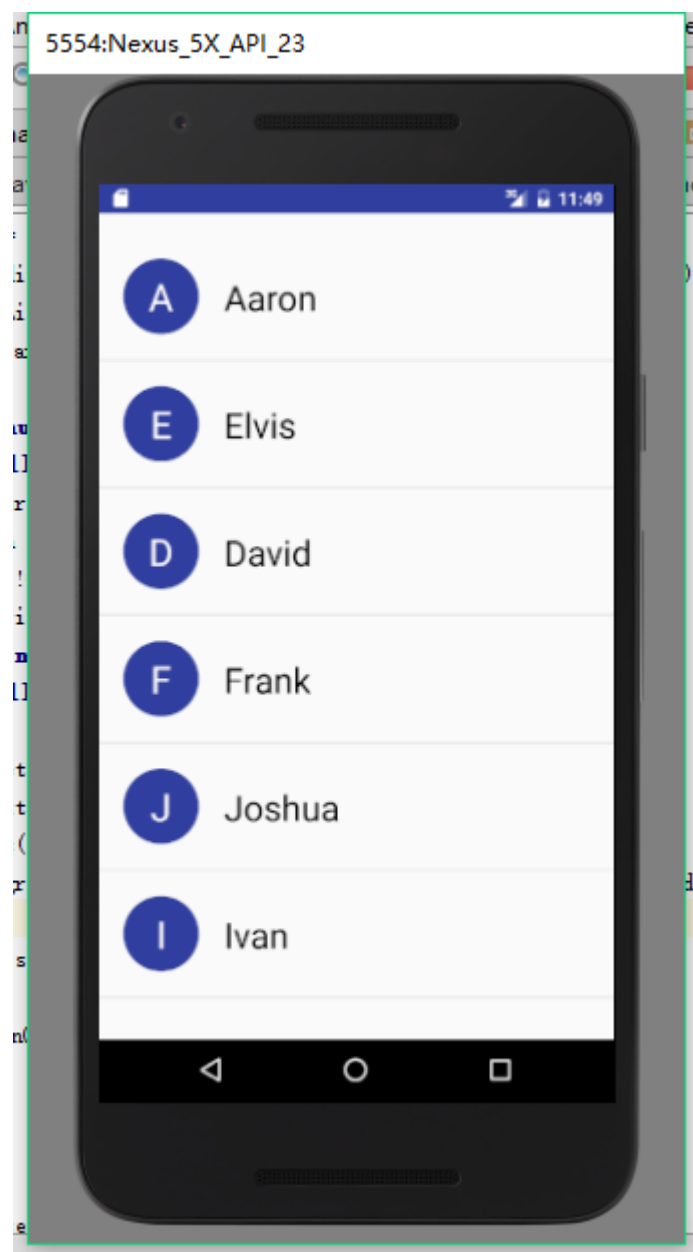 5554:Nexus_5X_API_23
11:49
A Aaron
E Elvis
D David
F Frank
J Joshua
I Ivan